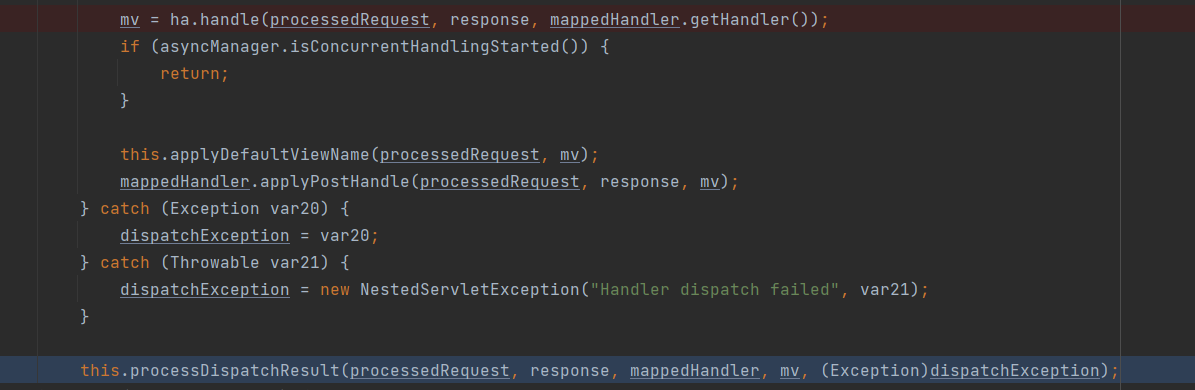 mv = ha.handle(processedRequest, response, mappedHandler.getHandler());
if (asyncManager.isConcurrentHandlingStarted()) {
return;
}
this.applyDefaultViewName(processedRequest, mv);
mappedHandler.applyPostHandle(processedRequest, response, mv);
} catch (Exception var20) {
dispatchException = var20;
} catch (Throwable var21) {
dispatchException = new NestedServletException("Handler dispatch failed", var21);
}
this.processDispatchResult(processedRequest, response, mappedHandler, mv, (Exception)dispatchException);